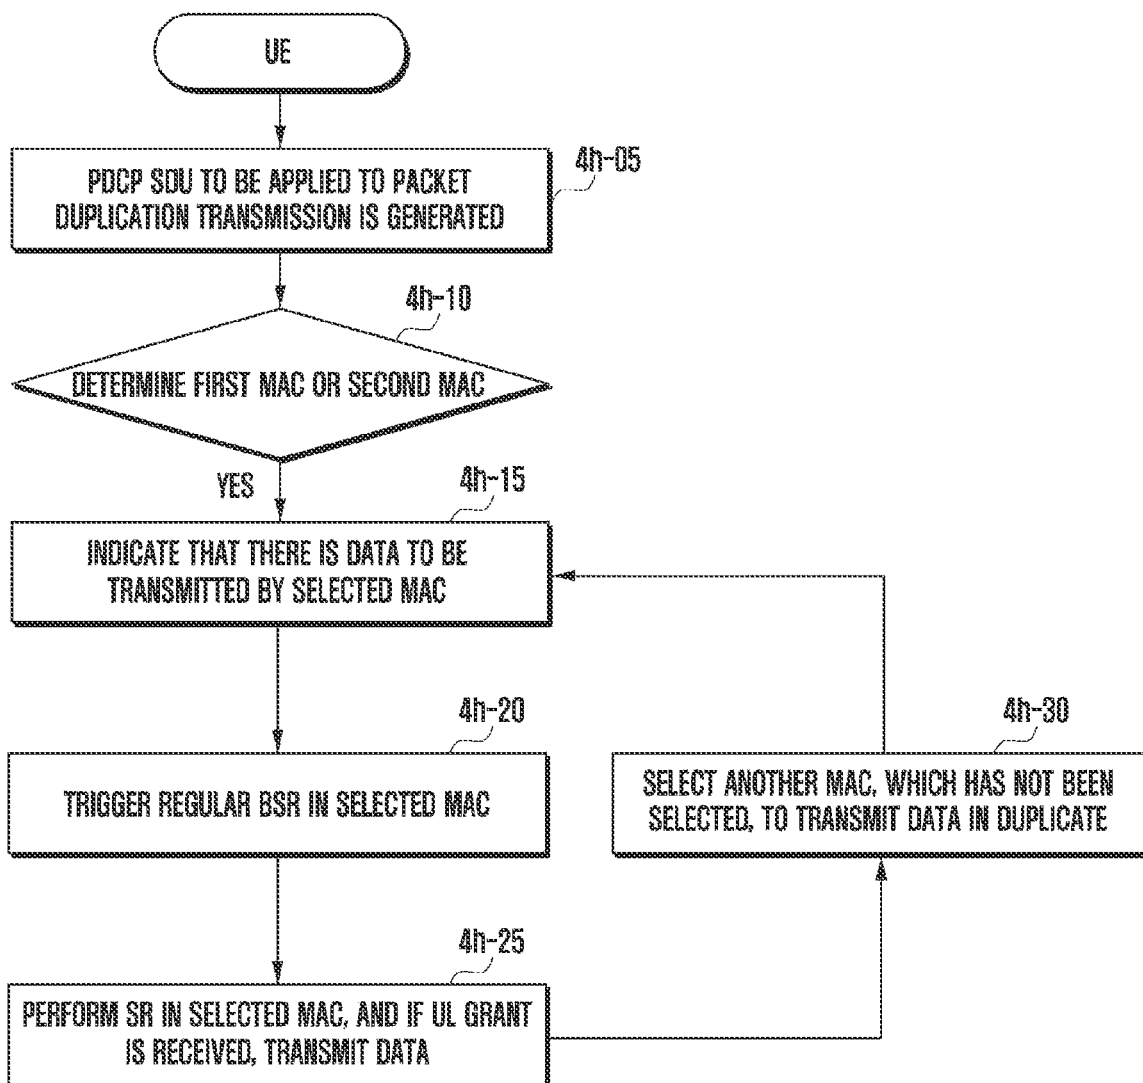 UE
4h-05
PDCP SDU TO BE APPLIED TO PACKET
DUPLICATION TRANSMISSION IS GENERATED
4h-10
DETERMINE FIRST MAC OR SECOND MAC
YES
4h-15
INDICATE THAT THERE IS DATA TO BE
TRANSMITTED BY SELECTED MAC
4h-20
TRIGGER REGULAR BSR IN SELECTED MAC
4h-30
SELECT ANOTHER MAC, WHICH HAS NOT BEEN
SELECTED, TO TRANSMIT DATA IN DUPLICATE
4h-25
PERFORM SR IN SELECTED MAC, AND IF UL GRANT
IS RECEIVED, TRANSMIT DATA